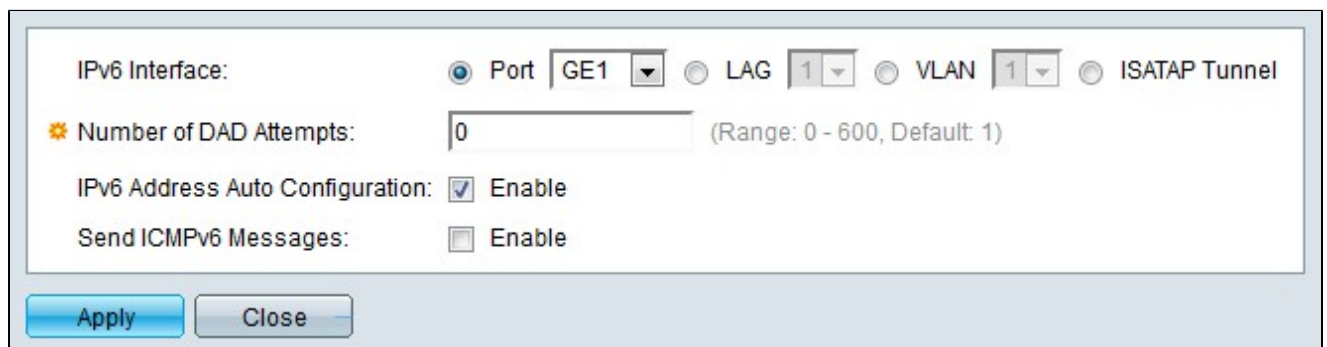 IPv6 Interface: Port GE1 LAG 1 VLAN 1 ISATAP Tunnel
Number of DAD Attempts: 0 (Range: 0 - 600, Default: 1)
IPv6 Address Auto Configuration: Enable
Send ICMPv6 Messages: Enable
Apply Close